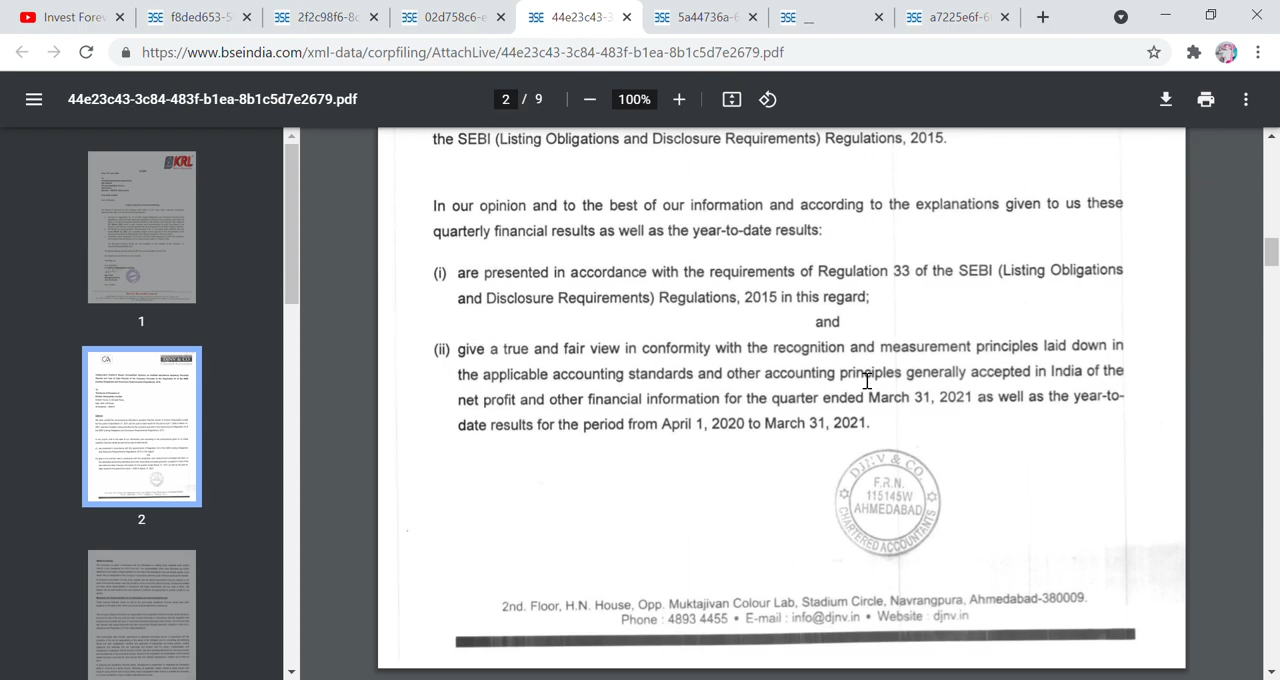 Invest Forev
f8ded653-5
2f2c98f6-8c
02d758c6-e
44e23c43-3
5a44736a-6
__
a7225e6f-6
https://www.bseindia.com/xml-data/corpfiling/AttachLive/44e23c43-3c84-483f-b1ea-8b1c5d7e2679.pdf
44e23c43-3c84-483f-b1ea-8b1c5d7e2679.pdf
2 / 9
100%
KRL
1
DJNV & CO
2
the SEBI (Listing Obligations and Disclosure Requirements) Regulations, 2015.
In our opinion and to the best of our information and according to the explanations given to us these
quarterly financial results as well as the year-to-date results:
(i) are presented in accordance with the requirements of Regulation 33 of the SEBI (Listing Obligations
and Disclosure Requirements) Regulations, 2015 in this regard;
and
(ii) give a true and fair view in conformity with the recognition and measurement principles laid down in
the applicable accounting standards and other accounting principles generally accepted in India of the
net profit and other financial information for the quarter ended March 31, 2021 as well as the year-to-
date results for the period from April 1, 2020 to March 31, 2021.
D.J.N.V & CO.
F.R.N.
115145W
AHMEDABAD
CHARTERED ACCOUNTANTS
2nd. Floor, H.N. House, Opp. Muktajivan Colour Lab, Stadium Circle, Navrangpura, Ahmedabad-380009.
Phone : 4893 4455 • E-mail : info@djnv.in • Website : djnv.in